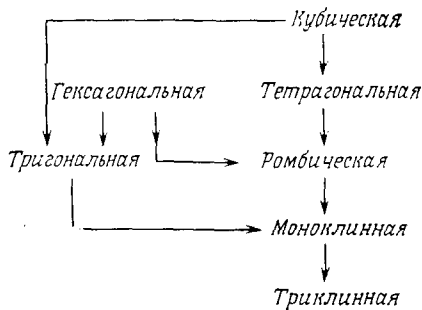 Кубическая
Гексагональная Тетрагональная
Тригональная Ромбическая
Моноклинная
Триклинная